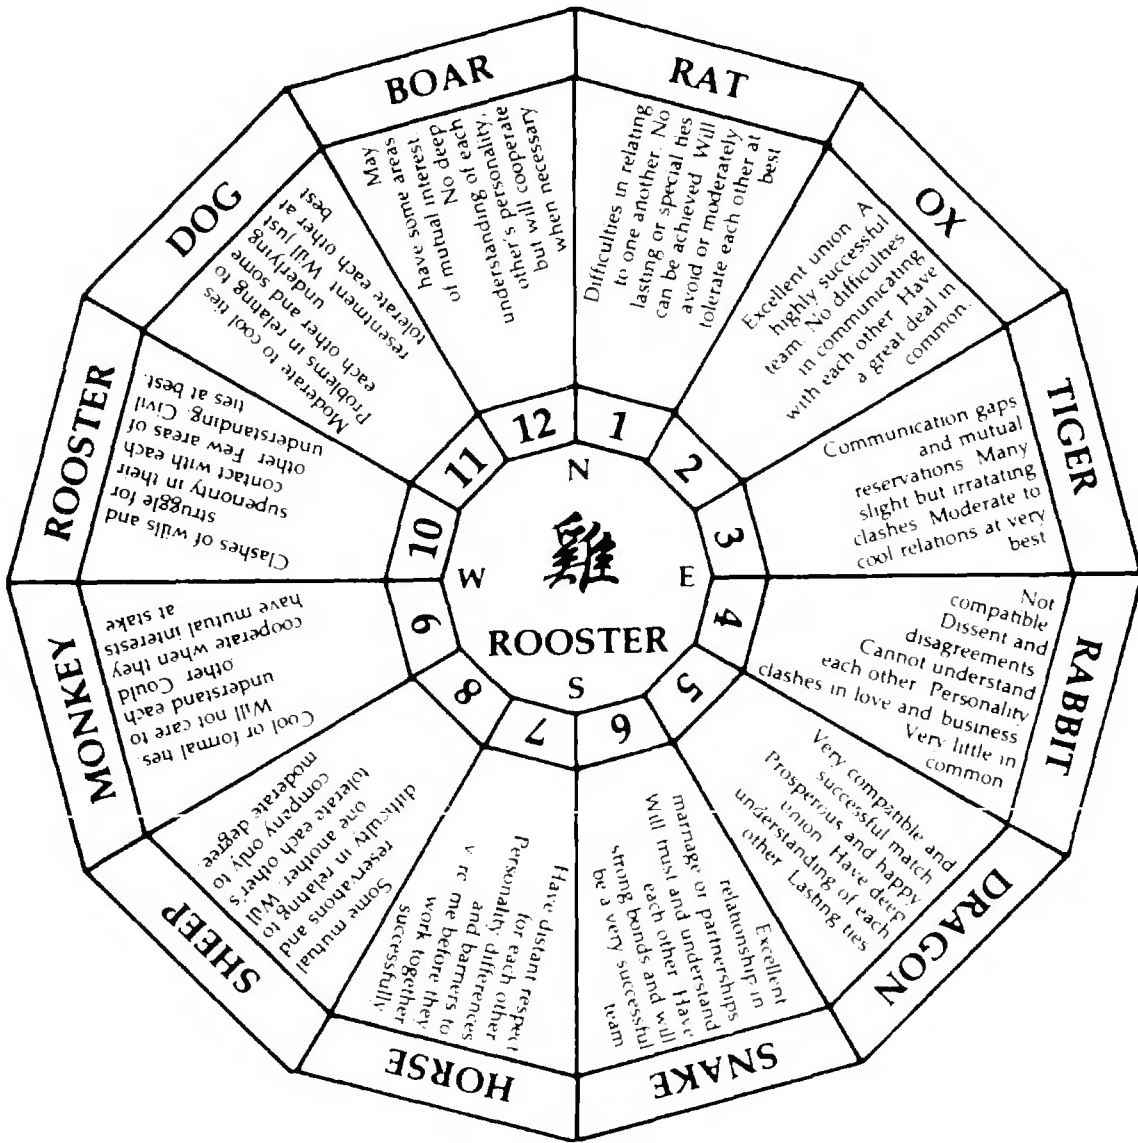 RAT
Difficulties in relating
to one another. No
lasting or special ties
can be achieved Will
avoid or moderately
tolerate each other at
best
OX
Excellent union A
highly successful
team. No difficulties
in communicating
with each other Have
a great deal in
common.
TIGER
Communication gaps
and mutual
reservations Many
slight but irratating
clashes Moderate to
cool relations at very
best
RABBIT
Not
compatible
Dissent and
disagreements
Cannot understand
each other Personality
clashes in love and business
Very little in
common
DRAGON
Very compatible and
successful match
Prosperous and happy
union Have deep
understanding of each
other Lasting ties
SNAKE
Excellent
relationship in
marriage or partnerships
Will trust and understand
each other Have
strong bonds and will
be a very successful
team
HORSE
Have distant respect
for each other
Personality differences
and barriers to
me before they
work together
successfully
SHEEP
Some mutual
reservations and
difficulty in relating to
one another Will
tolerate each other's
company only to
moderate degree
MONKEY
Cool or formal ties.
Will not care to
understand each
other Could
cooperate when they
have mutual interests
at stake
ROOSTER
Clashes of wills and
struggle for
superiority in their
contact with each
other Few areas of
understanding. Civil
ties at best.
DOG
Moderate to cool ties
Problems in relating to
each other and some
underlying
resentment Will just
tolerate each other at
best
BOAR
May
have some areas
of mutual interest.
No deep
understanding of each
other's personality,
but will cooperate
when necessary
1
2
3
4
5
6
7
8
9
10
11
12
N
雞
W E
ROOSTER
S